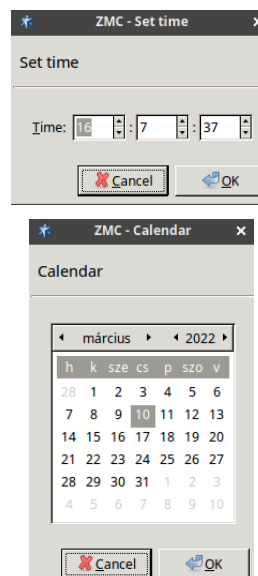 ZMC - Set time
Set time
Time: 16 : 7 : 37
Cancel OK
ZMC - Calendar
Calendar
március 2022
h k sze cs p szo v
28 1 2 3 4 5 6
7 8 9 10 11 12 13
14 15 16 17 18 19 20
21 22 23 24 25 26 27
28 29 30 31 1 2 3
4 5 6 7 8 9 10
Cancel OK